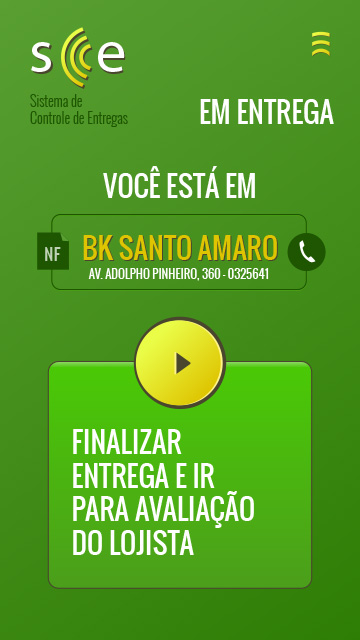 sce
Sistema de
Controle de Entregas
EM ENTREGA
VOCÊ ESTÁ EM
NF
BK SANTO AMARO
AV. ADOLPHO PINHEIRO, 360 - 0325641
FINALIZAR
ENTREGA E IR
PARA AVALIAÇÃO
DO LOJISTA